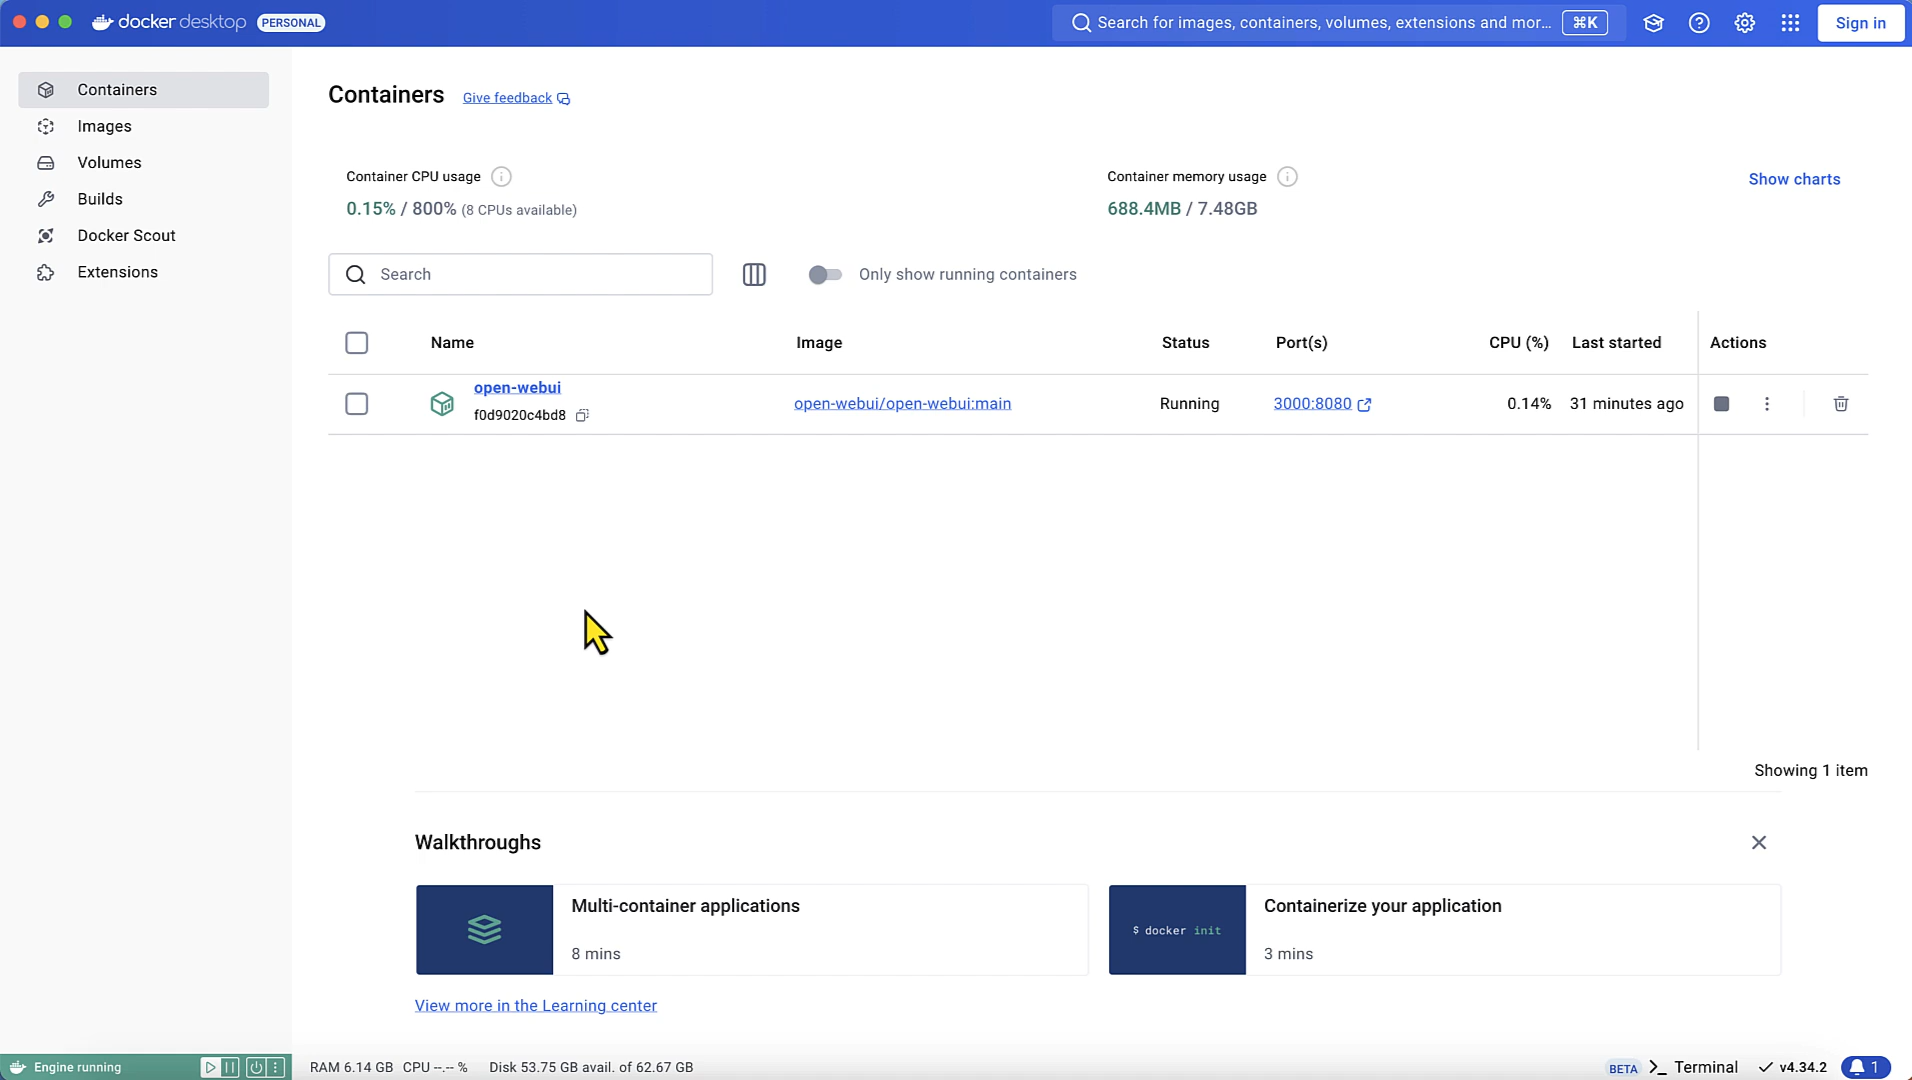 docker desktop PERSONAL
Search for images, containers, volumes, extensions and mor... ⌘K
Sign in
Containers
Images
Volumes
Builds
Docker Scout
Extensions
Containers Give feedback
Container CPU usage
0.15% / 800% (8 CPUs available)
Container memory usage
688.4MB / 7.48GB
Show charts
Search
Only show running containers
Name Image Status Port(s) CPU (%) Last started Actions
open-webui
f0d9020c4bd8
open-webui/open-webui:main Running 3000:8080 0.14% 31 minutes ago
Showing 1 item
Walkthroughs
Multi-container applications
8 mins
$ docker init
Containerize your application
3 mins
View more in the Learning center
Engine running
RAM 6.14 GB CPU --.-- % Disk 53.75 GB avail. of 62.67 GB
BETA >_ Terminal v4.34.2 1